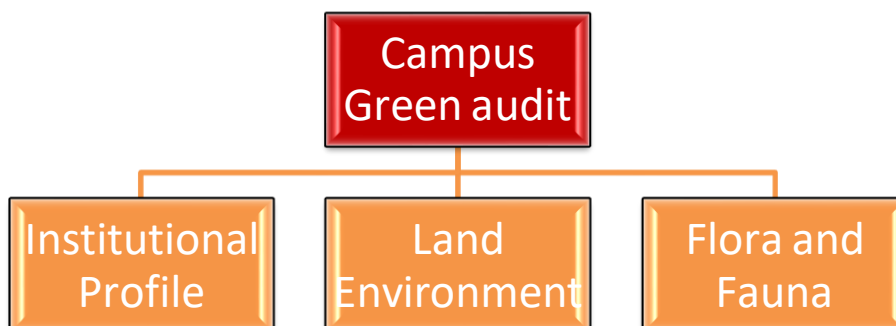 Campus
Green audit
Institutional
Profile
Land
Environment
Flora and
Fauna